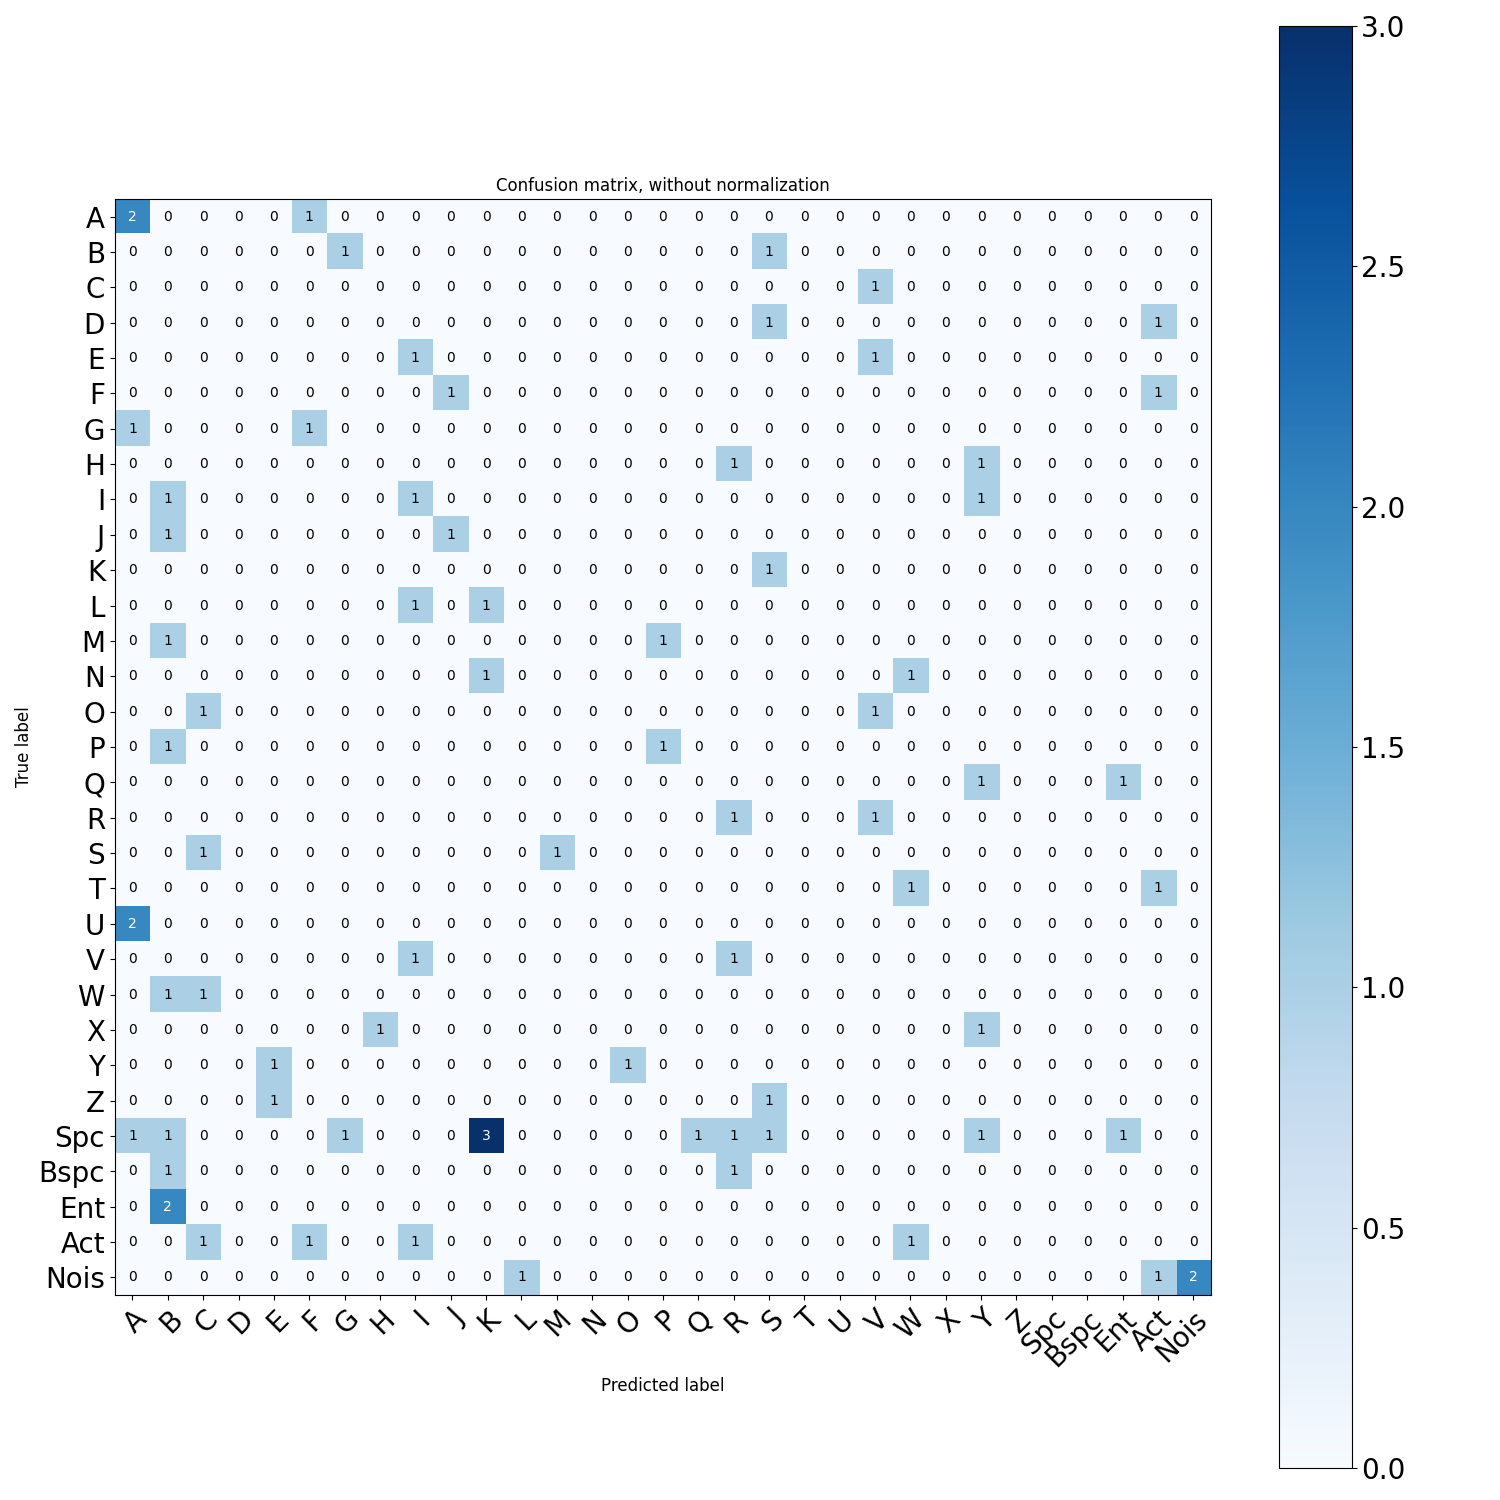 Confusion matrix, without normalization
A 2 0 0 0 0 1 0 0 0 0 0 0 0 0 0 0 0 0 0 0 0 0 0 0 0 0 0 0 0 0 0
B 0 0 0 0 0 0 1 0 0 0 0 0 0 0 0 0 0 0 1 0 0 0 0 0 0 0 0 0 0 0 0
C 0 0 0 0 0 0 0 0 0 0 0 0 0 0 0 0 0 0 0 0 0 1 0 0 0 0 0 0 0 0 0
D 0 0 0 0 0 0 0 0 0 0 0 0 0 0 0 0 0 0 1 0 0 0 0 0 0 0 0 0 0 1 0
E 0 0 0 0 0 0 0 0 1 0 0 0 0 0 0 0 0 0 0 0 0 1 0 0 0 0 0 0 0 0 0
F 0 0 0 0 0 0 0 0 0 1 0 0 0 0 0 0 0 0 0 0 0 0 0 0 0 0 0 0 0 1 0
G 1 0 0 0 0 1 0 0 0 0 0 0 0 0 0 0 0 0 0 0 0 0 0 0 0 0 0 0 0 0 0
H 0 0 0 0 0 0 0 0 0 0 0 0 0 0 0 0 0 1 0 0 0 0 0 0 1 0 0 0 0 0 0
I 0 1 0 0 0 0 0 0 1 0 0 0 0 0 0 0 0 0 0 0 0 0 0 0 1 0 0 0 0 0 0
J 0 1 0 0 0 0 0 0 0 1 0 0 0 0 0 0 0 0 0 0 0 0 0 0 0 0 0 0 0 0 0
K 0 0 0 0 0 0 0 0 0 0 0 0 0 0 0 0 0 0 1 0 0 0 0 0 0 0 0 0 0 0 0
L 0 0 0 0 0 0 0 0 1 0 1 0 0 0 0 0 0 0 0 0 0 0 0 0 0 0 0 0 0 0 0
M 0 1 0 0 0 0 0 0 0 0 0 0 0 0 0 1 0 0 0 0 0 0 0 0 0 0 0 0 0 0 0
N 0 0 0 0 0 0 0 0 0 0 1 0 0 0 0 0 0 0 0 0 0 0 1 0 0 0 0 0 0 0 0
O 0 0 1 0 0 0 0 0 0 0 0 0 0 0 0 0 0 0 0 0 0 1 0 0 0 0 0 0 0 0 0
P 0 1 0 0 0 0 0 0 0 0 0 0 0 0 0 1 0 0 0 0 0 0 0 0 0 0 0 0 0 0 0
Q 0 0 0 0 0 0 0 0 0 0 0 0 0 0 0 0 0 0 0 0 0 0 0 0 1 0 0 0 1 0 0
R 0 0 0 0 0 0 0 0 0 0 0 0 0 0 0 0 0 1 0 0 0 1 0 0 0 0 0 0 0 0 0
S 0 0 1 0 0 0 0 0 0 0 0 0 1 0 0 0 0 0 0 0 0 0 0 0 0 0 0 0 0 0 0
T 0 0 0 0 0 0 0 0 0 0 0 0 0 0 0 0 0 0 0 0 0 0 1 0 0 0 0 0 0 1 0
U 2 0 0 0 0 0 0 0 0 0 0 0 0 0 0 0 0 0 0 0 0 0 0 0 0 0 0 0 0 0 0
V 0 0 0 0 0 0 0 0 1 0 0 0 0 0 0 0 0 1 0 0 0 0 0 0 0 0 0 0 0 0 0
W 0 1 1 0 0 0 0 0 0 0 0 0 0 0 0 0 0 0 0 0 0 0 0 0 0 0 0 0 0 0 0
X 0 0 0 0 0 0 0 1 0 0 0 0 0 0 0 0 0 0 0 0 0 0 0 0 1 0 0 0 0 0 0
Y 0 0 0 0 1 0 0 0 0 0 0 0 0 0 1 0 0 0 0 0 0 0 0 0 0 0 0 0 0 0 0
Z 0 0 0 0 1 0 0 0 0 0 0 0 0 0 0 0 0 0 1 0 0 0 0 0 0 0 0 0 0 0 0
Spc 1 1 0 0 0 0 1 0 0 0 3 0 0 0 0 0 1 1 1 0 0 0 0 0 1 0 0 0 1 0 0
Bspc 0 1 0 0 0 0 0 0 0 0 0 0 0 0 0 0 0 1 0 0 0 0 0 0 0 0 0 0 0 0 0
Ent 0 2 0 0 0 0 0 0 0 0 0 0 0 0 0 0 0 0 0 0 0 0 0 0 0 0 0 0 0 0 0
Act 0 0 1 0 0 1 0 0 1 0 0 0 0 0 0 0 0 0 0 0 0 0 1 0 0 0 0 0 0 0 0
Nois 0 0 0 0 0 0 0 0 0 0 0 1 0 0 0 0 0 0 0 0 0 0 0 0 0 0 0 0 0 1 2
A B C D E F G H I J K L M N O P Q R S T U V W X Y Z Spc Bspc Ent Act Nois
Predicted label
True label
3.0
2.5
2.0
1.5
1.0
0.5
0.0